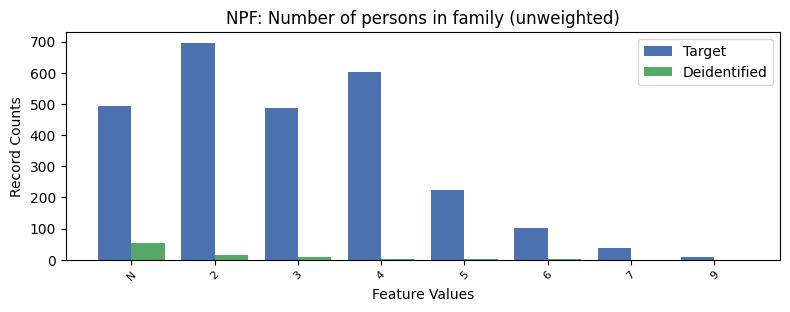 NPF: Number of persons in family (unweighted)
Target
Deidentified
Record Counts
700
600
500
400
300
200
100
0
N 2 3 4 5 6 7 9
Feature Values